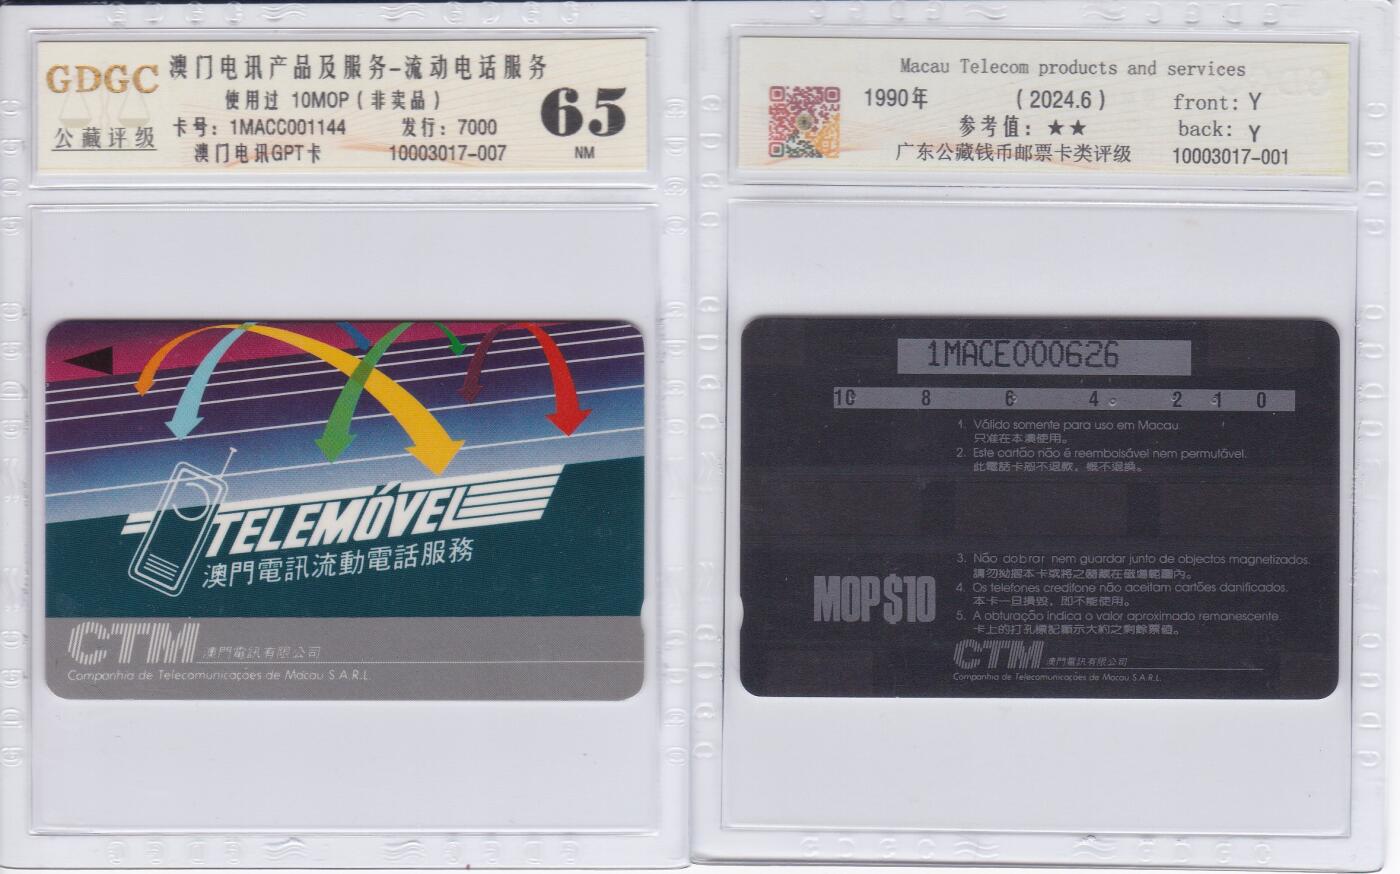 GDGC
公藏评级
澳门电讯产品及服务-流动电话服务
使用过 10MOP(非卖品)
卡号: 1MACC001144 发行: 7000
澳门电讯GPT卡 10003017-007
65
NM
TELEMÓVEL
澳門電訊流動電話服務
CTM 澳門電訊有限公司
Companhia de Telecomunicações de Macau S.A.R.L.
Macau Telecom products and services
1990年 (2024.6) front: Y
参考值: ★★ back: Y
广东公藏钱币邮票卡类评级 10003017-001
1MACE000626
10 8 6 4 2 1 0
1. Válido somente para uso em Macau
只准在本澳使用。
2. Este cartão não é reembolsável nem permutável.
此電話卡恕不退款，概不退換。
3. Não dobrar nem guardar junto de objectos magnetizados.
請勿拗摺本卡或將之藏在磁場範圍內。
4. Os telefones credifone não aceitam cartões danificados.
本卡一旦損毀，即不能使用。
5. A obturação indica o valor aproximado remanescente.
卡上的打孔標記顯示大約之剩餘票值。
MOP$10
CTM 澳門電訊有限公司
Companhia de Telecomunicações de Macau S.A.R.L.